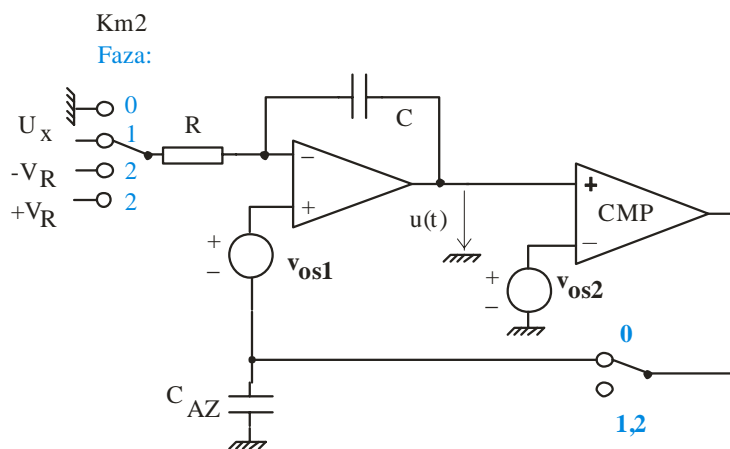 Km2
Faza:
0
U x
1
-V R
2
+V R
2
R
C
−
+
u(t)
+
−
CMP
+
−
v os1
+
−
v os2
0
1,2
C AZ